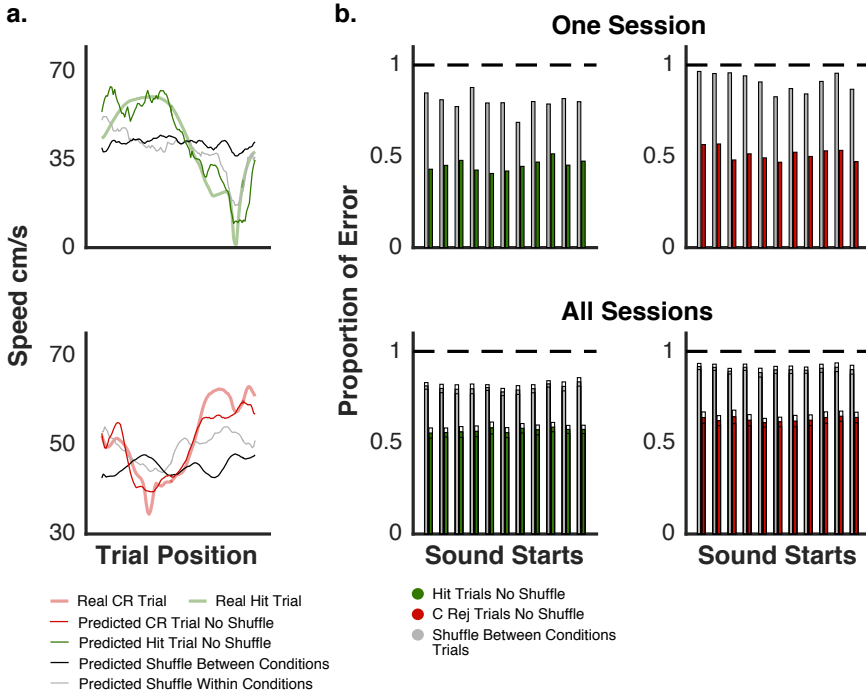 a.
b.
One Session
Speed cm/s
70
35
0
70
50
30
Trial Position
Proportion of Error
1
0.5
0
1
0.5
0
All Sessions
1
0.5
0
1
0.5
0
Sound Starts
Sound Starts
Real CR Trial
Real Hit Trial
Predicted CR Trial No Shuffle
Predicted Hit Trial No Shuffle
Predicted Shuffle Between Conditions
Predicted Shuffle Within Conditions
Hit Trials No Shuffle
C Rej Trials No Shuffle
Shuffle Between Conditions
Trials